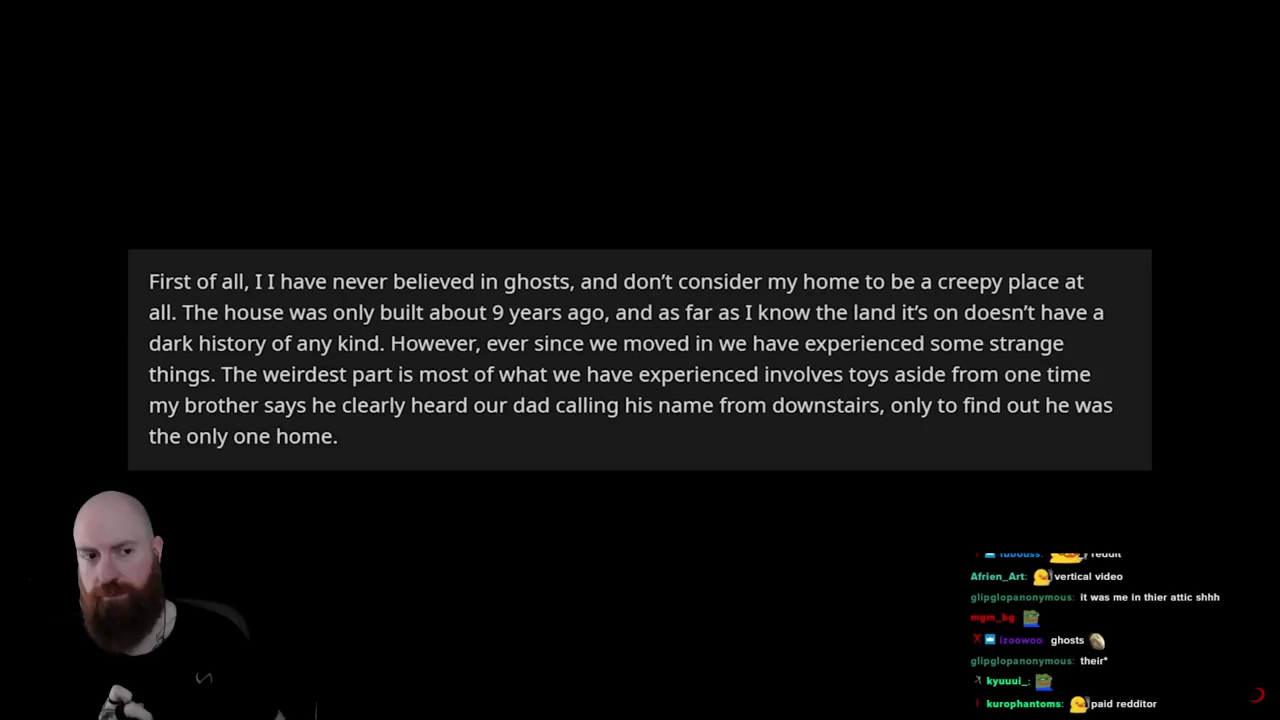 First of all, I I have never believed in ghosts, and don’t consider my home to be a creepy place at
all. The house was only built about 9 years ago, and as far as I know the land it’s on doesn’t have a
dark history of any kind. However, ever since we moved in we have experienced some strange
things. The weirdest part is most of what we have experienced involves toys aside from one time
my brother says he clearly heard our dad calling his name from downstairs, only to find out he was
the only one home.
reddit
Afrien_Art: vertical video
glipglopanonymous: it was me in thier attic shhh
mgm_bg
izoowoo: ghosts
glipglopanonymous: their*
kyuuui_:
kurophantoms: paid redditor